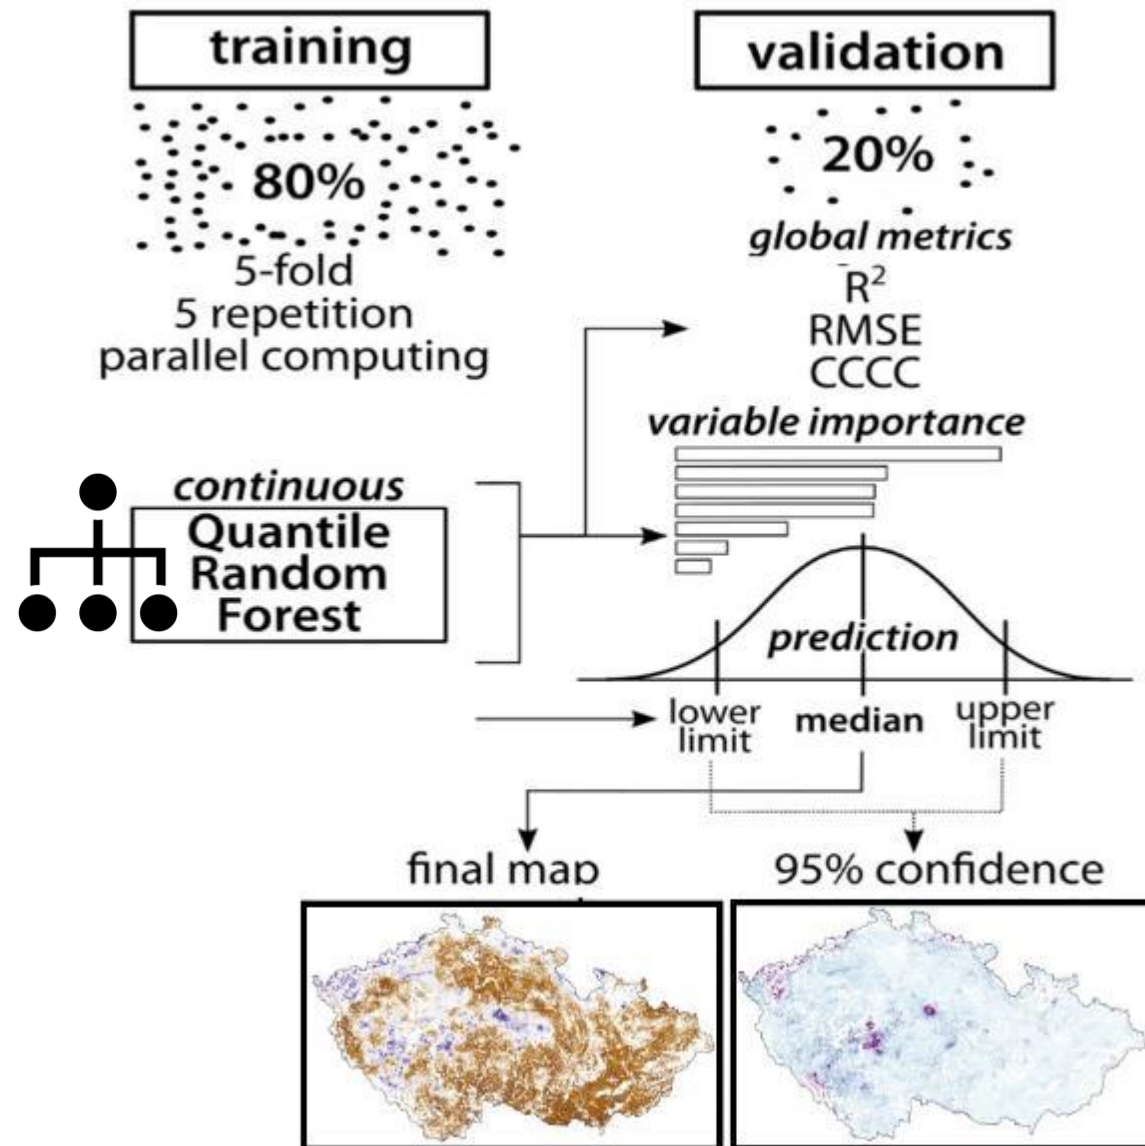 training
80%
5-fold
5 repetition
parallel computing
continuous
Quantile
Random
Forest
validation
20%
global metrics
R²
RMSE
CCCC
variable importance
prediction
lower
limit
median
upper
limit
final map
95% confidence